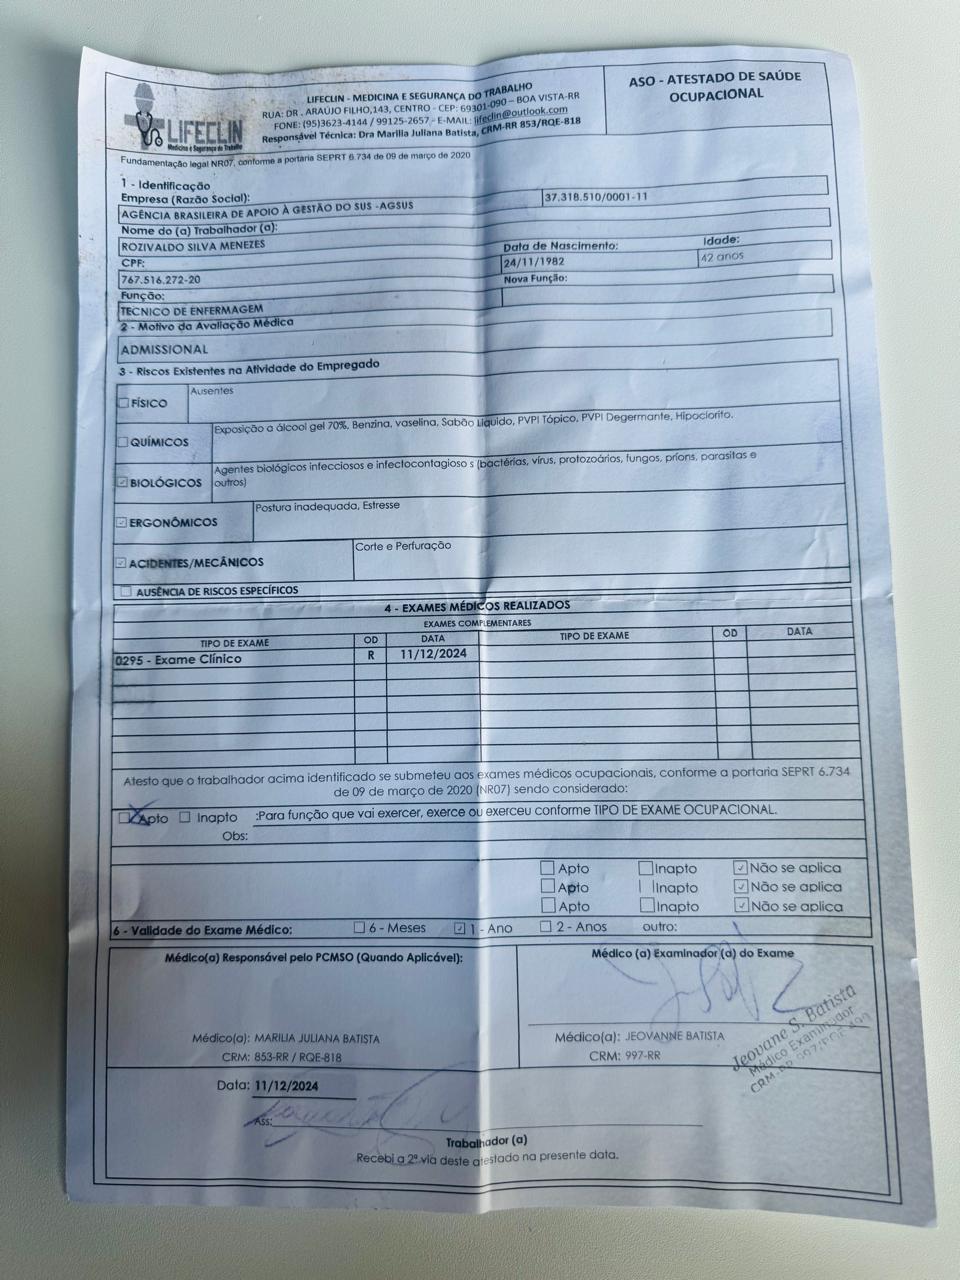 LIFECLIN
Medicina e Segurança do Trabalho
LIFECLIN - MEDICINA E SEGURANÇA DO TRABALHO
RUA: DR . ARAÚJO FILHO,143, CENTRO - CEP: 69301-090 – BOA VISTA-RR
FONE: (95)3623-4144 / 99125-2657 - E-MAIL: lifeclin@outlook.com
Responsável Técnica: Dra Marilia Juliana Batista, CRM-RR 853/RQE-818
ASO - ATESTADO DE SAÚDE
OCUPACIONAL
Fundamentação legal NR07, conforme a portaria SEPRT 6.734 de 09 de março de 2020
1 - Identificação
Empresa (Razão Social):
AGÊNCIA BRASILEIRA DE APOIO À GESTÃO DO SUS -AGSUS
37.318.510/0001-11
Nome do (a) Trabalhador (a):
ROZIVALDO SILVA MENEZES
CPF:
Data de Nascimento:
Idade:
767.516.272-20
24/11/1982
42 anos
Função:
Nova Função:
TECNICO DE ENFERMAGEM
2 - Motivo da Avaliação Médica
ADMISSIONAL
3 - Riscos Existentes na Atividade do Empregado
FÍSICO
Ausentes
QUÍMICOS
Exposição a álcool gel 70%, Benzina, vaselina, Sabão Líquido, PVPI Tópico, PVPI Degermante, Hipoclorito.
BIOLÓGICOS
Agentes biológicos infecciosos e infectocontagioso s (bactérias, vírus, protozoários, fungos, príons, parasitas e
outros)
ERGONÔMICOS
Postura inadequada, Estresse
ACIDENTES/MECÂNICOS
Corte e Perfuração
AUSÊNCIA DE RISCOS ESPECÍFICOS
4 - EXAMES MÉDICOS REALIZADOS
EXAMES COMPLEMENTARES
TIPO DE EXAME OD DATA TIPO DE EXAME OD DATA
0295 - Exame Clínico R 11/12/2024
Atesto que o trabalhador acima identificado se submeteu aos exames médicos ocupacionais, conforme a portaria SEPRT 6.734
de 09 de março de 2020 (NR07) sendo considerado:
Apto Inapto :Para função que vai exercer, exerce ou exerceu conforme TIPO DE EXAME OCUPACIONAL.
Obs:
Apto Inapto Não se aplica
Apto Inapto Não se aplica
Apto Inapto Não se aplica
6 - Validade do Exame Médico: 6 - Meses 1 - Ano 2 - Anos outro:
Médico(a) Responsável pelo PCMSO (Quando Aplicável):
Médico (a) Examinador (a) do Exame
Médico(a): MARILIA JULIANA BATISTA
CRM: 853-RR / RQE-818
Médico(a): JEOVANNE BATISTA
CRM: 997-RR
Jeovane S. Batista
Médico Examinador
Data: 11/12/2024
Ass:
Trabalhador (a)
Recebi a 2ª via deste atestado na presente data.